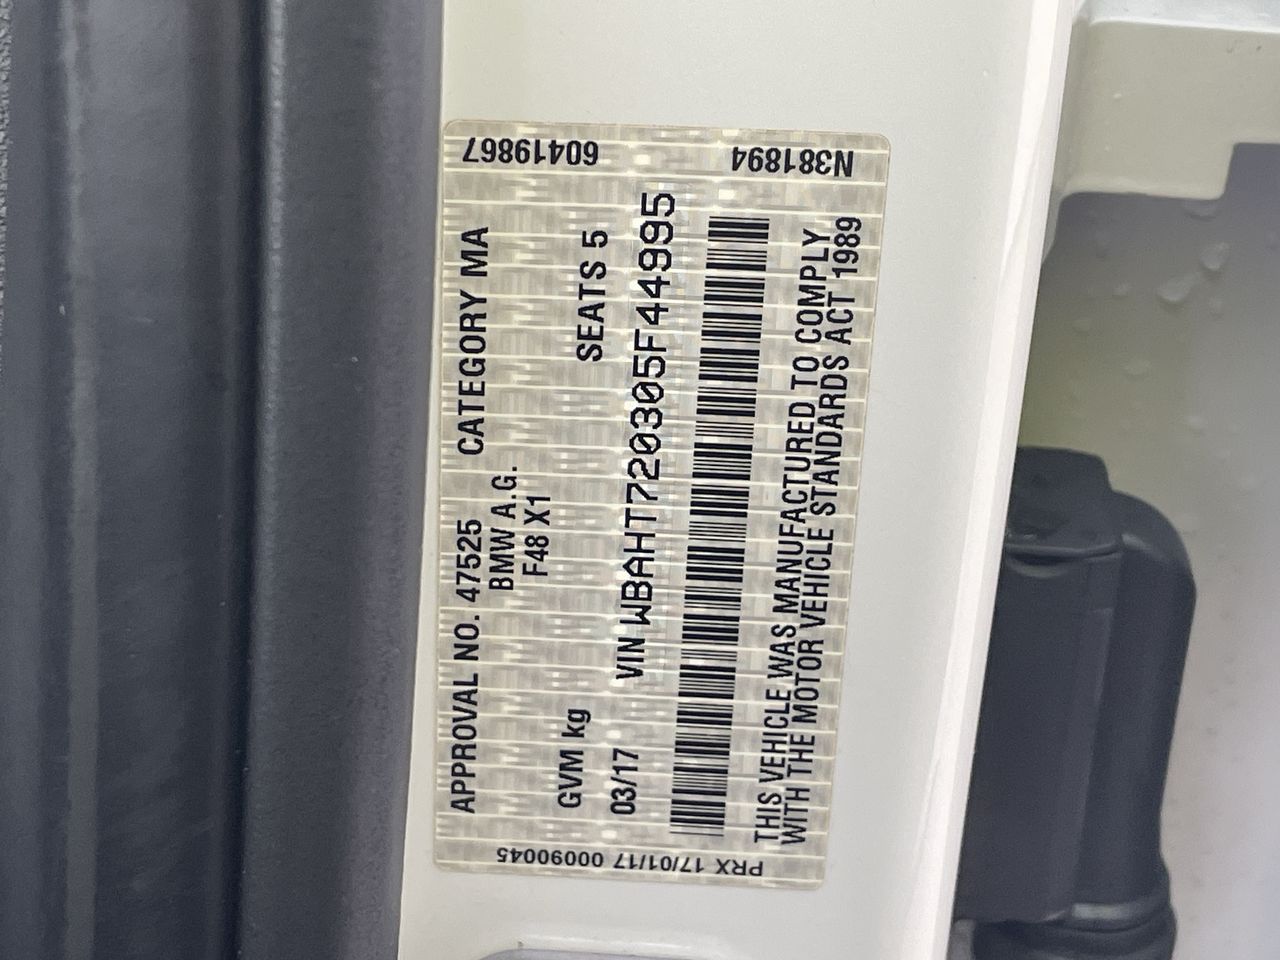 APPROVAL NO. 47525 CATEGORY MA
BMW A.G.
F48 X1
GVM kg SEATS 5
03/17 VIN WBAHT720305F44995
THIS VEHICLE WAS MANUFACTURED TO COMPLY
WITH THE MOTOR VEHICLE STANDARDS ACT 1989
N381894 60419867
PRX 17/01/17 00090045